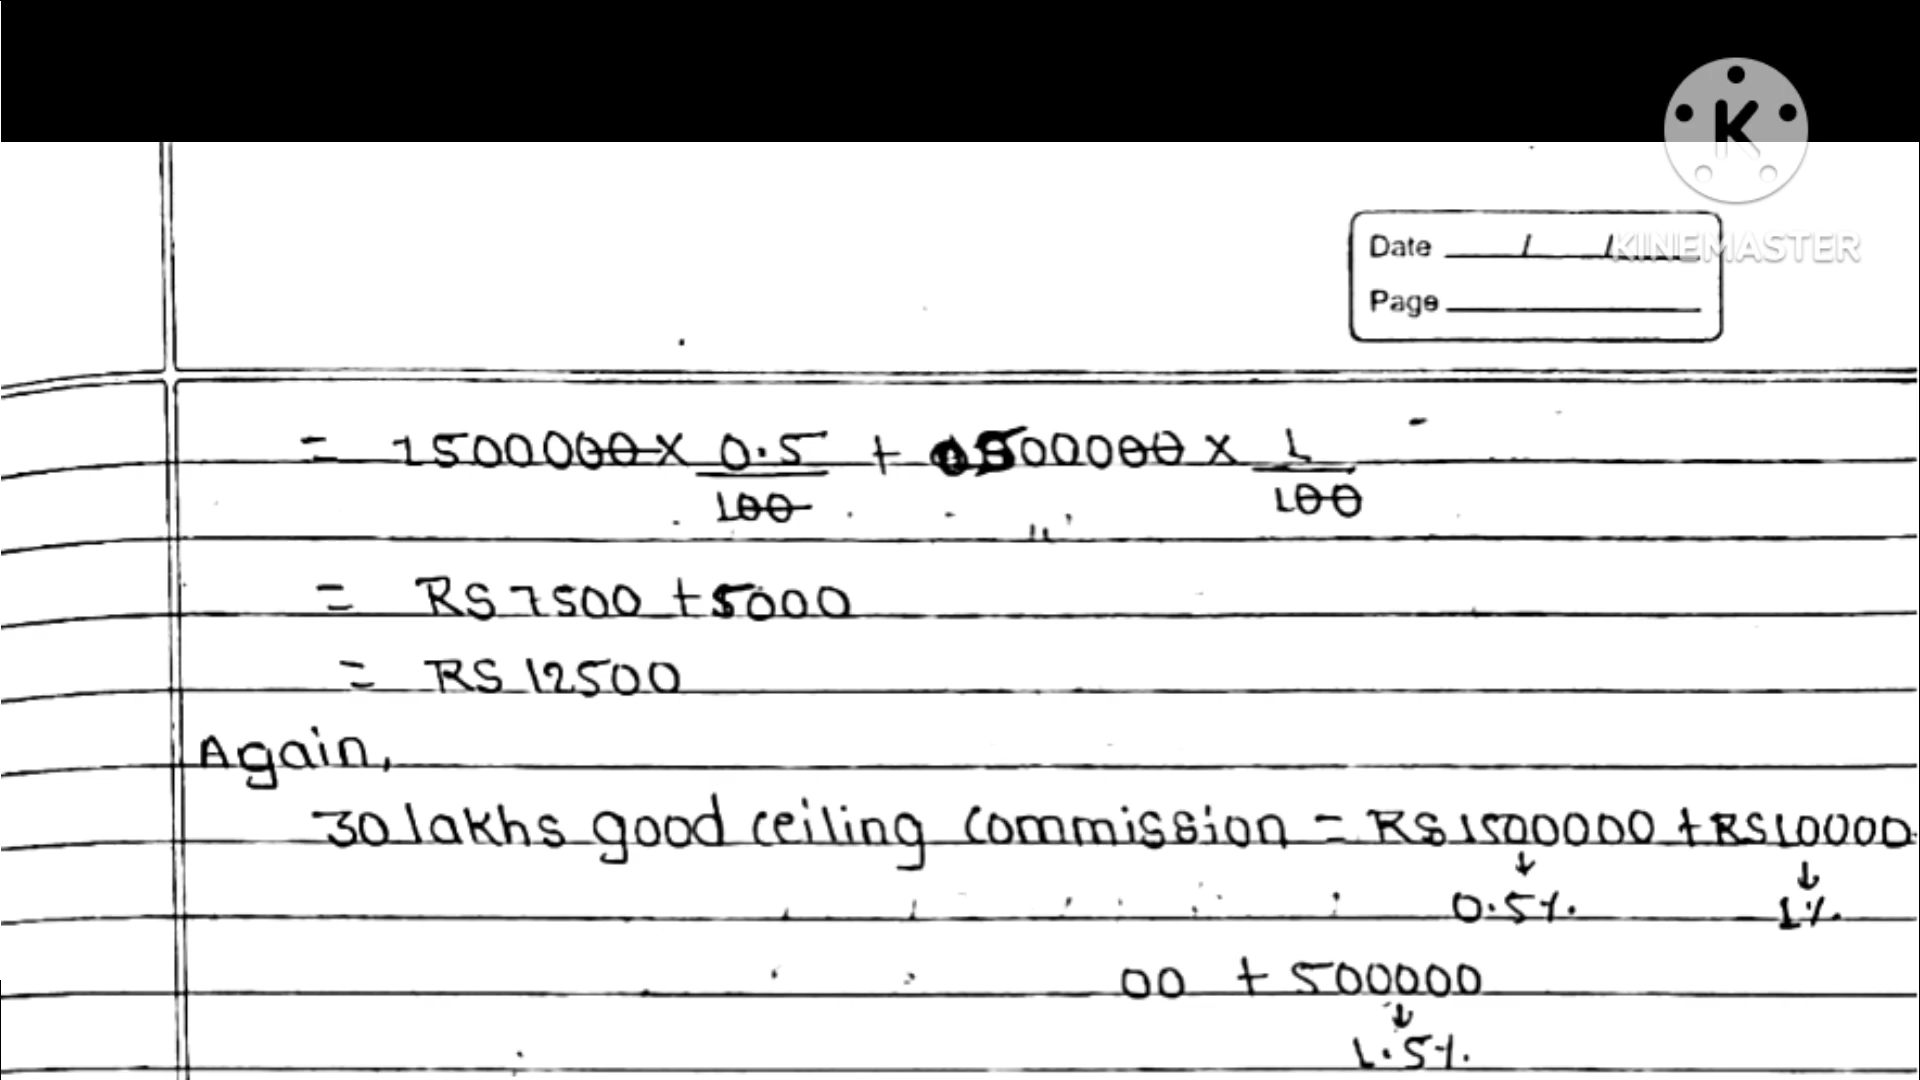 K
KINEMASTER
Date / /
Page
= 1500000 × 0.5/100 + 500000 × 1/100
= RS 7500 + 5000
= RS 12500
Again,
30 lakhs good ceiling commission = RS 1500000 + RS 10000
↓ ↓
0.5% 1%
00 + 500000
↓
1.5%